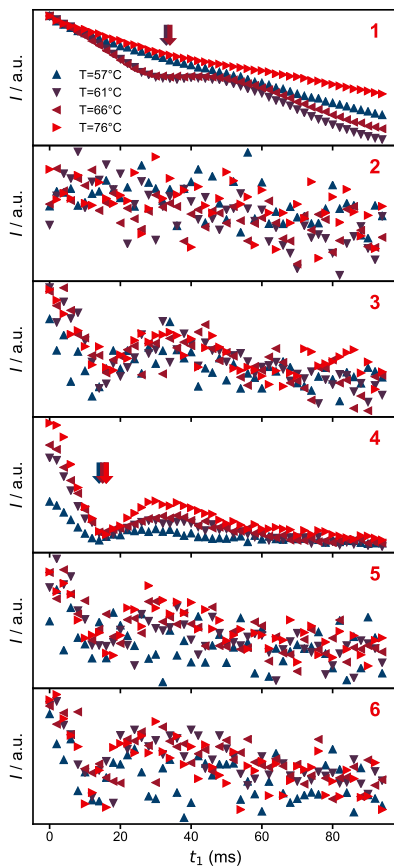 1
I / a.u.
T=57°C
T=61°C
T=66°C
T=76°C
2
I / a.u.
3
I / a.u.
4
I / a.u.
5
I / a.u.
6
I / a.u.
0 20 40 60 80
t1 (ms)